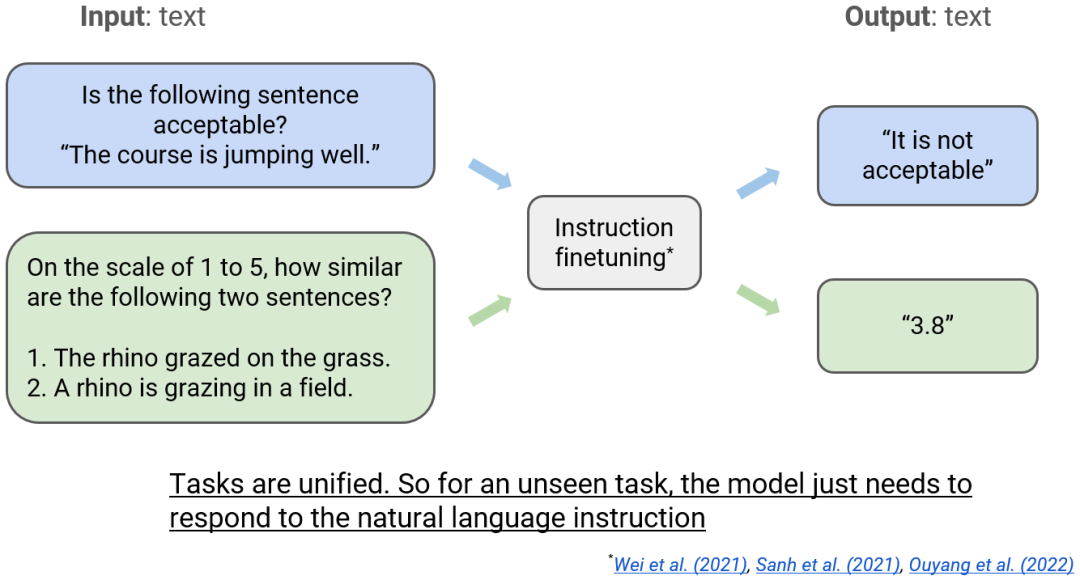 Input: text
Output: text
Is the following sentence
acceptable?
“The course is jumping well.”
On the scale of 1 to 5, how similar
are the following two sentences?
1. The rhino grazed on the grass.
2. A rhino is grazing in a field.
Instruction
finetuning*
“It is not
acceptable”
“3.8”
Tasks are unified. So for an unseen task, the model just needs to
respond to the natural language instruction
*Wei et al. (2021), Sanh et al. (2021), Ouyang et al. (2022)